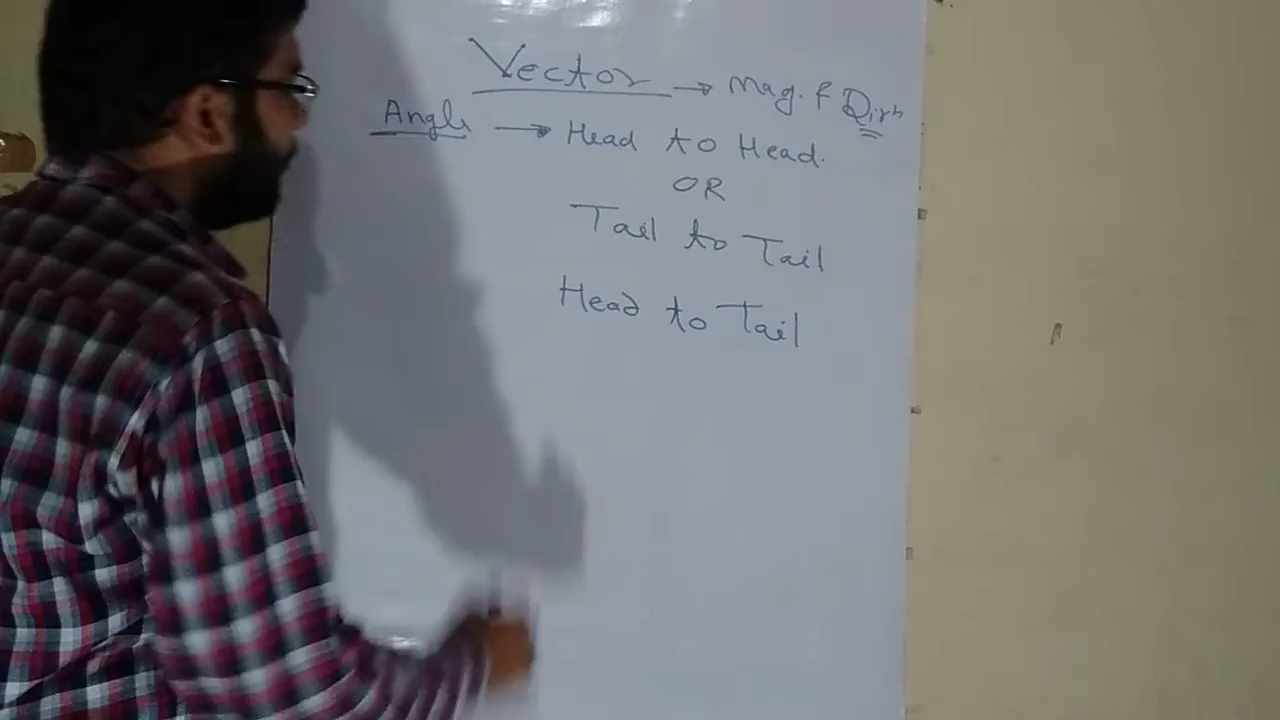 Vector → Mag. & Dirn
Angle → Head to Head.
OR
Tail to Tail
Head to Tail